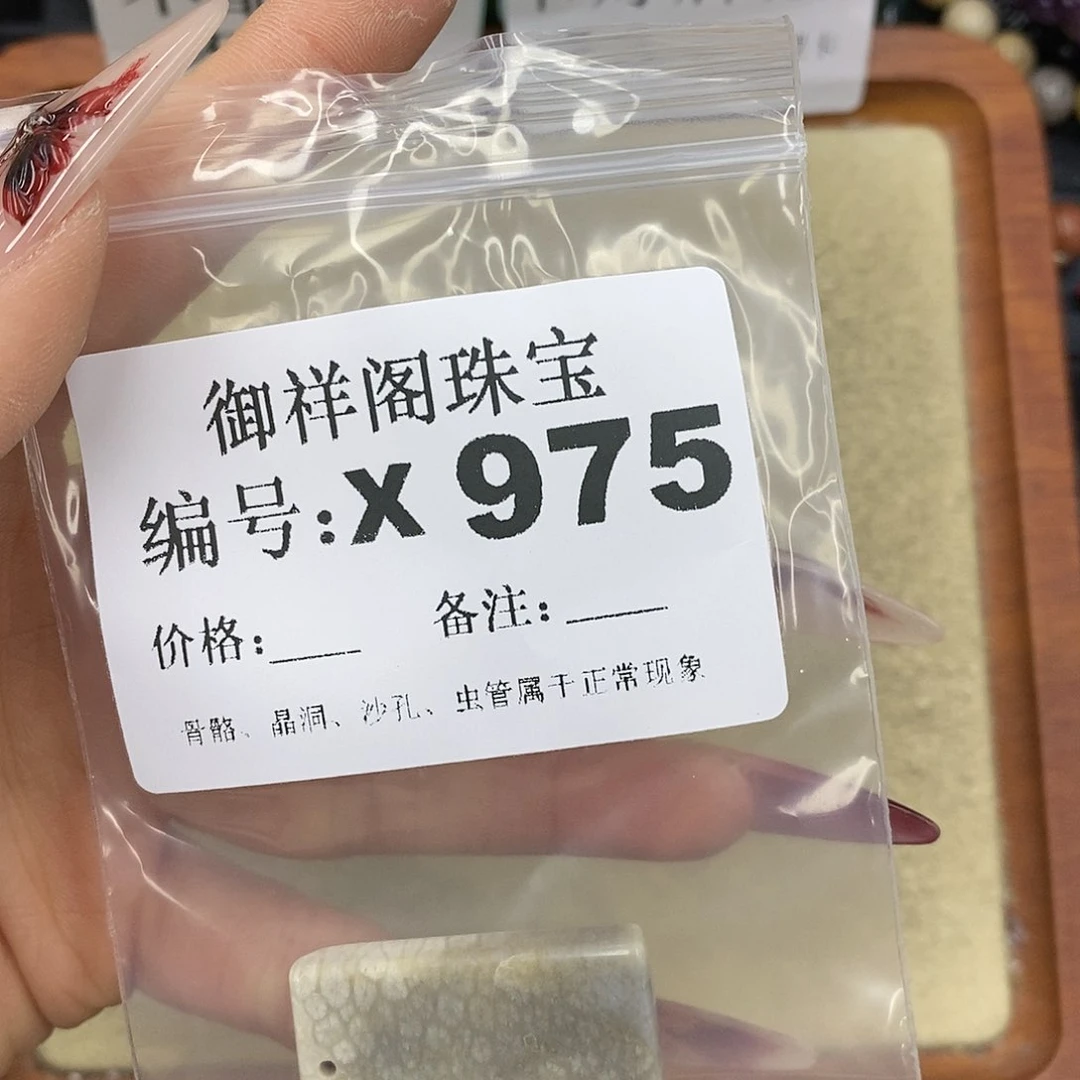 御祥阁珠宝
编号:X 975
价格:____ 备注:____
骨骼、晶洞、沙孔、虫管属于正常现象